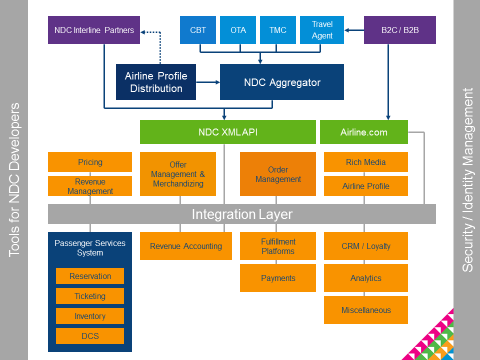 NDC Interline Partners
CBT
OTA
TMC
Travel
Agent
B2C / B2B
Airline Profile
Distribution
NDC Aggregator
NDC XML API
Airline.com
Pricing
Revenue
Management
Offer
Management &
Merchandizing
Order
Management
Rich Media
Airline Profile
Integration Layer
Passenger Services
System
Reservation
Ticketing
Inventory
DCS
Revenue Accounting
Fulfillment
Platforms
Payments
CRM / Loyalty
Analytics
Miscellaneous
Tools for NDC Developers
Security / Identity Management